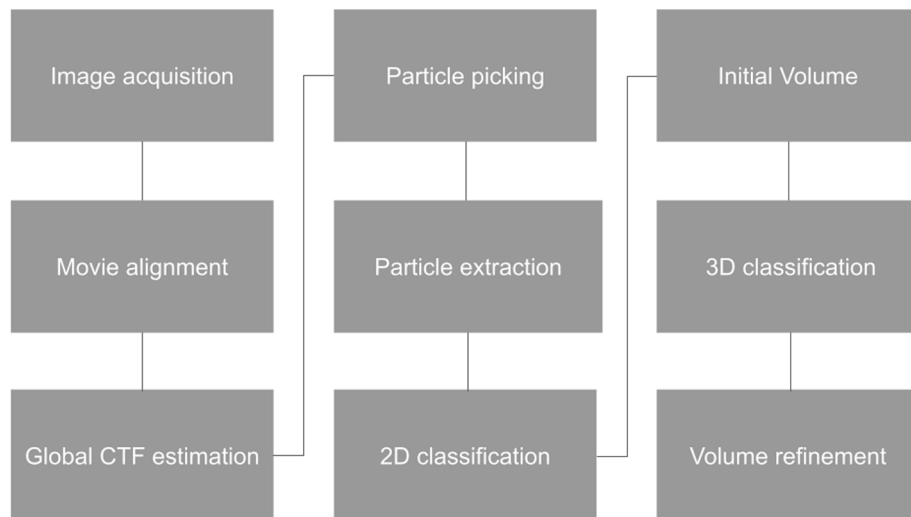 Image acquisition
Movie alignment
Global CTF estimation
Particle picking
Particle extraction
2D classification
Initial Volume
3D classification
Volume refinement